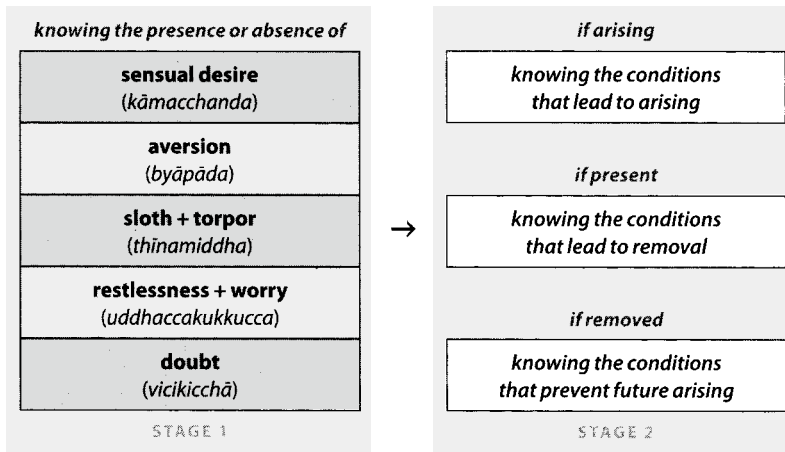 knowing the presence or absence of
sensual desire
(kāmacchanda)
aversion
(byāpāda)
sloth + torpor
(thīnamiddha)
restlessness + worry
(uddhaccakukkucca)
doubt
(vicikicchā)
STAGE 1
→
if arising
knowing the conditions
that lead to arising
if present
knowing the conditions
that lead to removal
if removed
knowing the conditions
that prevent future arising
STAGE 2